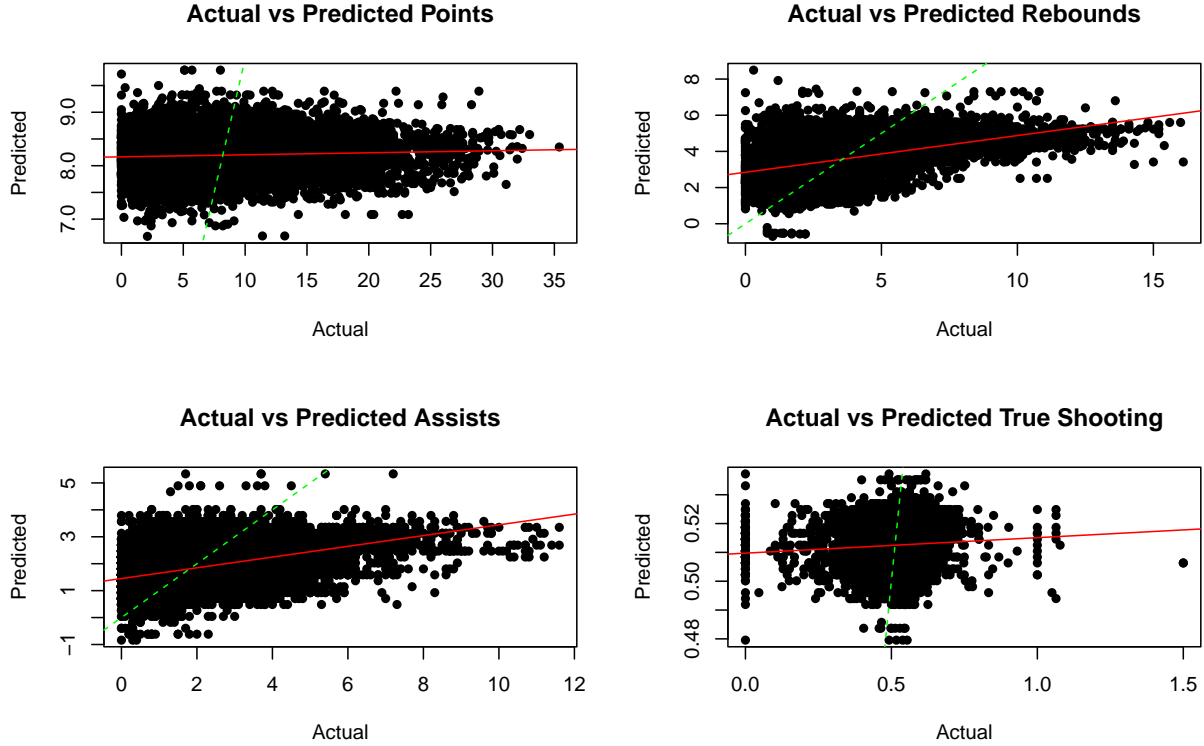 Actual vs Predicted Points
Predicted
7.0 8.0 9.0
0 5 10 15 20 25 30 35
Actual
Actual vs Predicted Rebounds
Predicted
0 2 4 6 8
0 5 10 15
Actual
Actual vs Predicted Assists
Predicted
−1 1 3 5
0 2 4 6 8 10 12
Actual
Actual vs Predicted True Shooting
Predicted
0.48 0.50 0.52
0.0 0.5 1.0 1.5
Actual